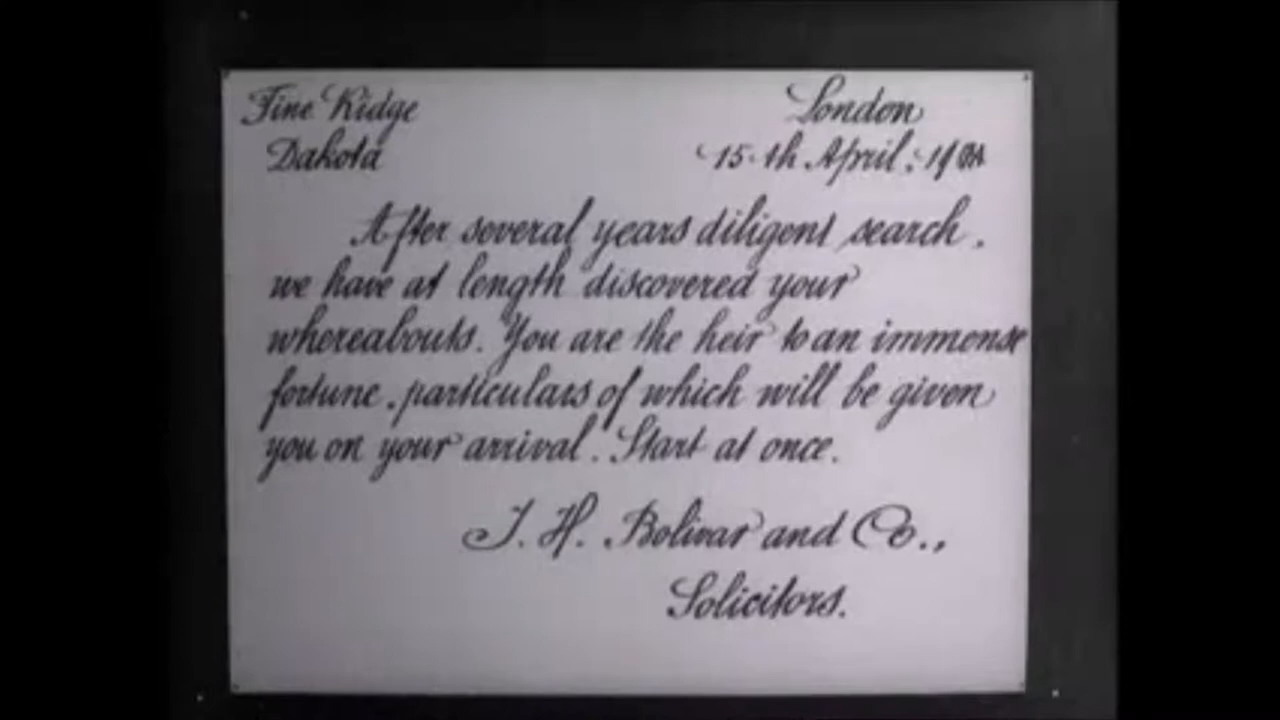 Fine Ridge London
Dakota 15th April, 19
After several years diligent search,
we have at length discovered your
whereabouts. You are the heir to an immense
fortune, particulars of which will be given
you on your arrival. Start at once.
J. H. Bolivar and Co.,
Solicitors.